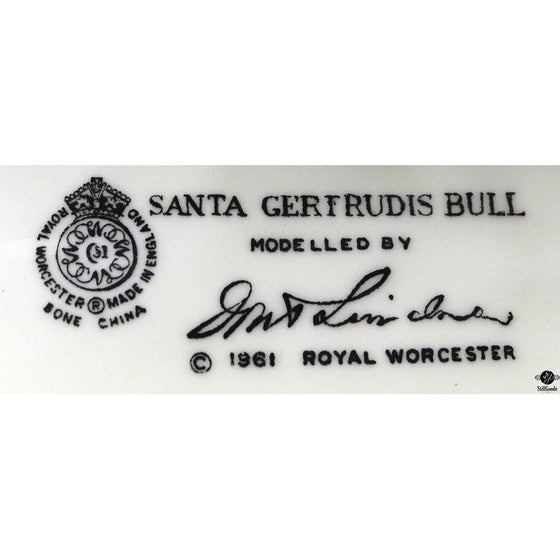 ROYAL WORCESTER ® MADE IN ENGLAND
51
BONE CHINA
SANTA GERTRUDIS BULL
MODELLED BY
© 1961 ROYAL WORCESTER
StillGoode